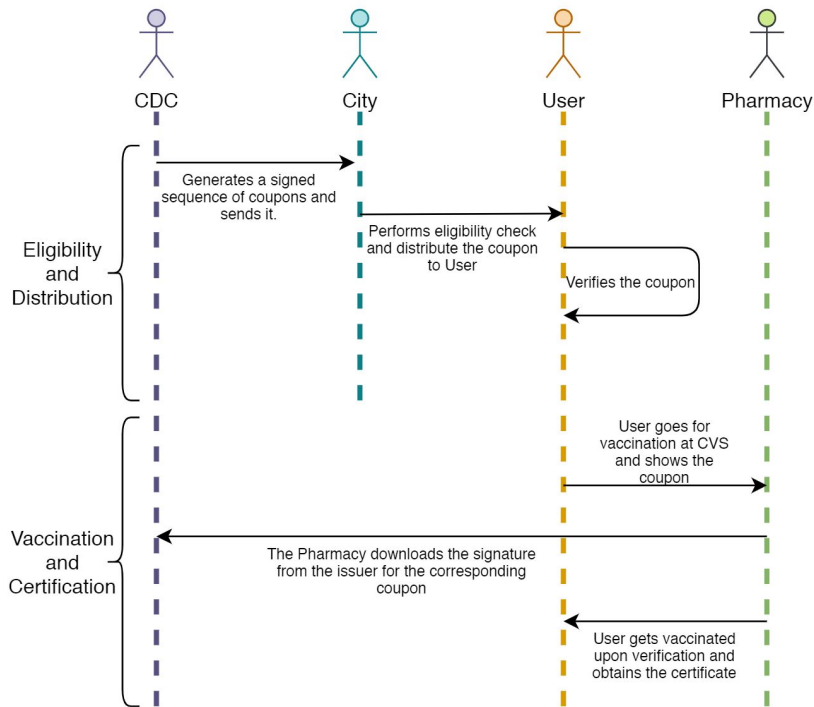 CDC
City
User
Pharmacy
Generates a signed
sequence of coupons and
sends it.
Performs eligibility check
and distribute the coupon
to User
Eligibility
and
Distribution
Verifies the coupon
User goes for
vaccination at CVS
and shows the
coupon
Vaccination
and
Certification
The Pharmacy downloads the signature
from the issuer for the corresponding
coupon
User gets vaccinated
upon verification and
obtains the certificate